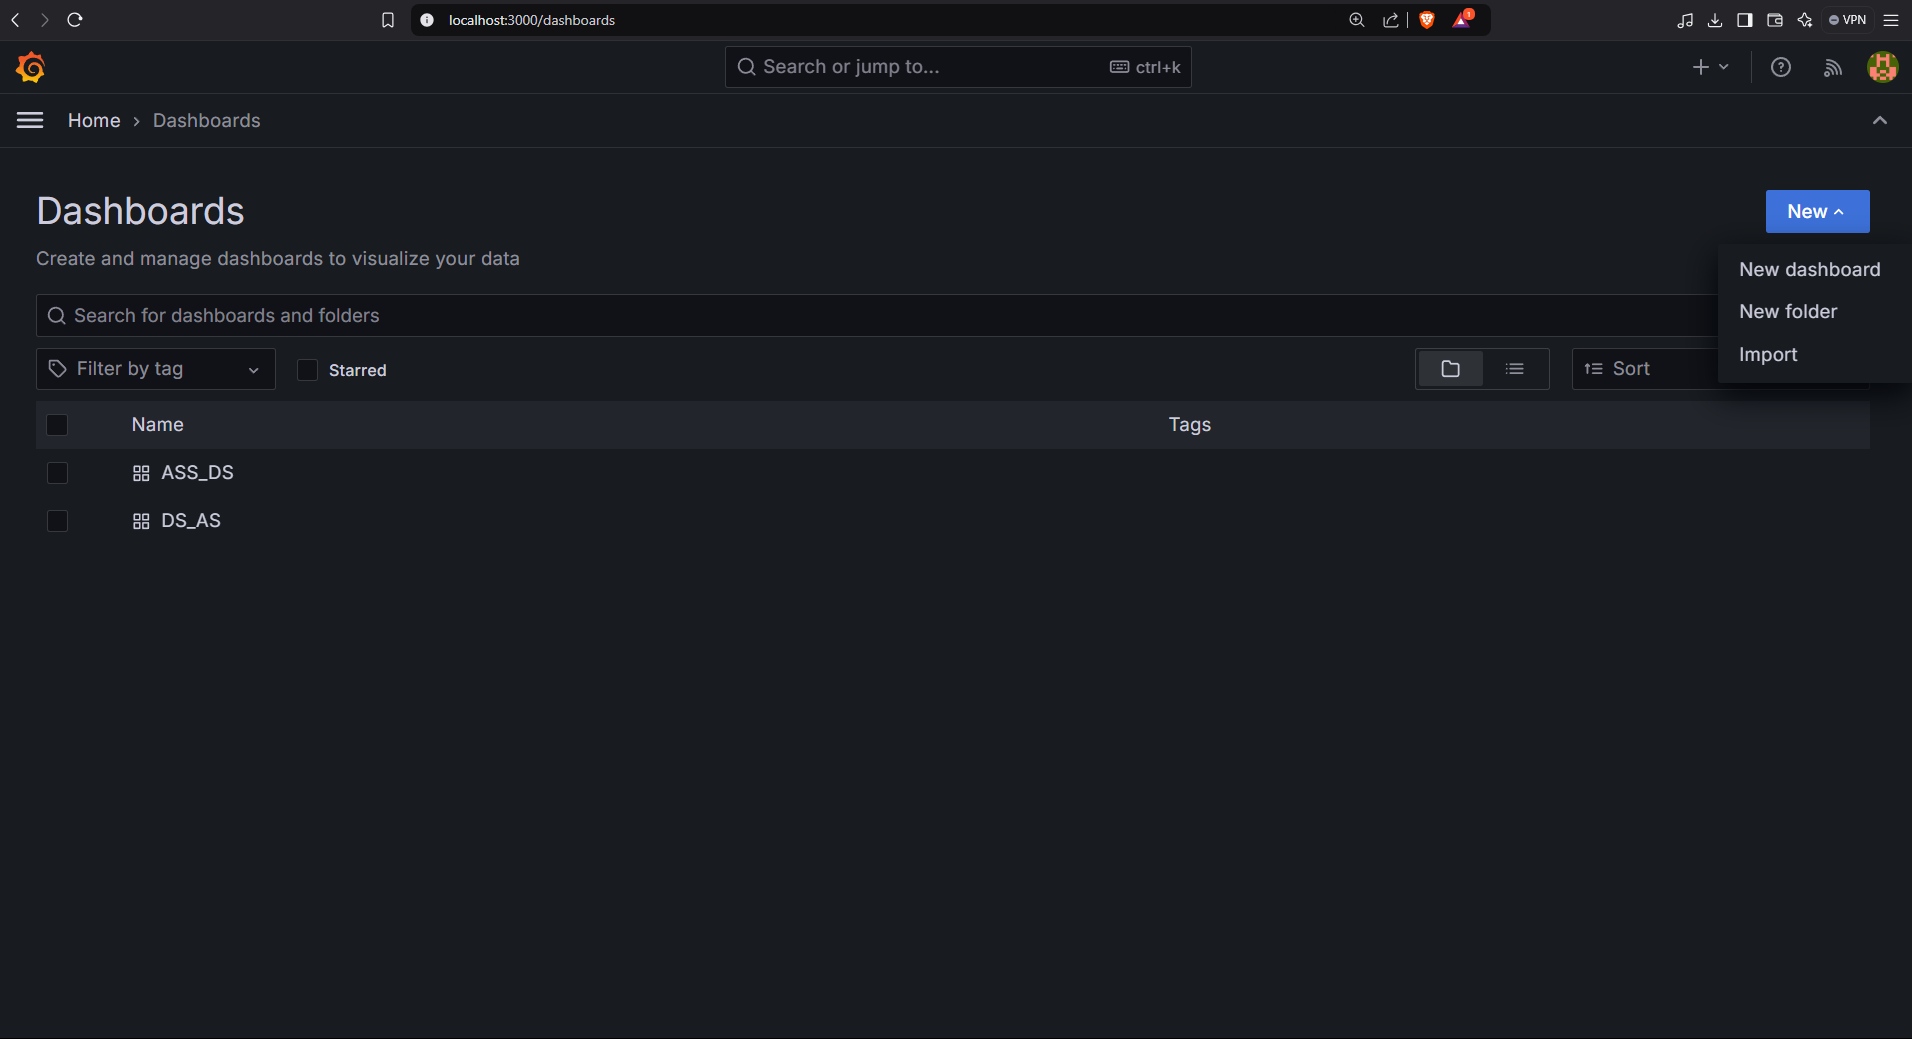 localhost:3000/dashboards
1
VPN
Search or jump to...
ctrl+k
Home
Dashboards
Dashboards
New
Create and manage dashboards to visualize your data
New dashboard
New folder
Import
Search for dashboards and folders
Filter by tag
Starred
Sort
Name
Tags
ASS_DS
DS_AS